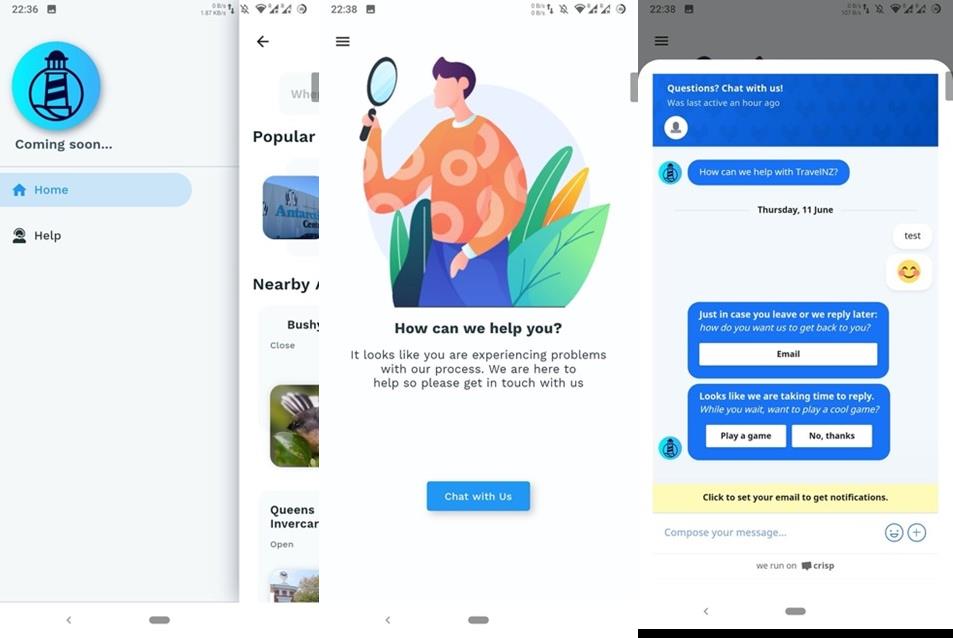 22:36
0 B/s
1.87 KB/s
Coming soon...
Home
Help
Whe
Popular
Antarc
Cent
Nearby A
Bushy
Close
Queens
Invercar
Open
22:38
0 B/s
0 B/s
How can we help you?
It looks like you are experiencing problems
with our process. We are here to
help so please get in touch with us
Chat with Us
22:38
0 B/s
107 B/s
Questions? Chat with us!
Was last active an hour ago
How can we help with TravelNZ?
Thursday, 11 June
test
Just in case you leave or we reply later:
how do you want us to get back to you?
Email
Looks like we are taking time to reply.
While you wait, want to play a cool game?
Play a game
No, thanks
Click to set your email to get notifications.
Compose your message...
we run on crisp